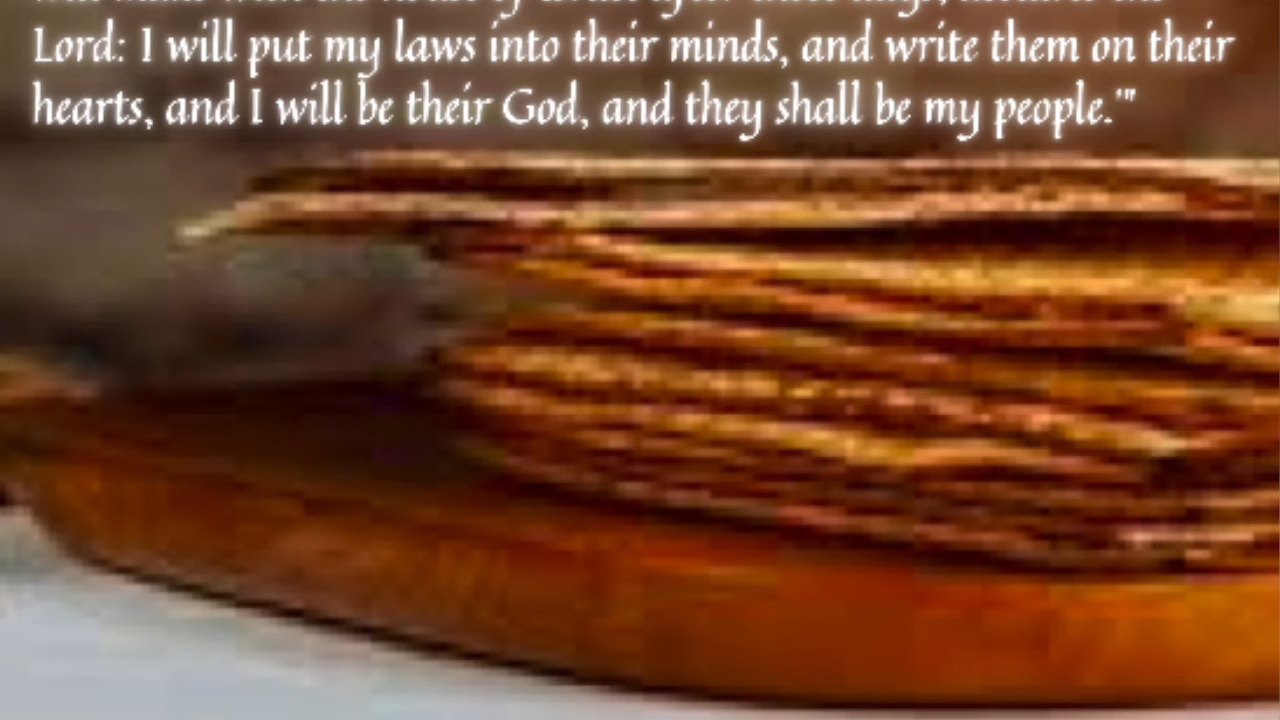 Lord: I will put my laws into their minds, and write them on their
hearts, and I will be their God, and they shall be my people.'"